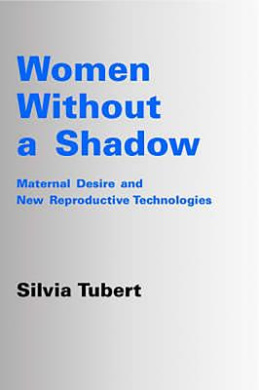 Women
Without
a Shadow
Maternal Desire and
New Reproductive Technologies
Silvia Tubert